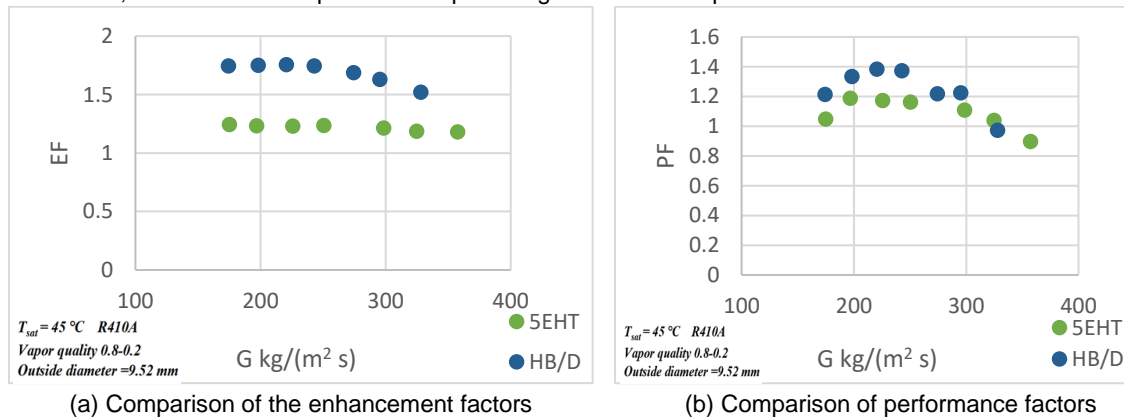 2
1.5
1
0.5
0
EF
100 200 300 400
G kg/(m² s)
T_sat = 45 °C R410A
Vapor quality 0.8-0.2
Outside diameter =9.52 mm
5EHT
HB/D
(a) Comparison of the enhancement factors
1.6
1.4
1.2
1
0.8
0.6
0.4
0.2
0
PF
100 200 300 400
G kg/(m² s)
T_sat = 45 °C R410A
Vapor quality 0.8-0.2
Outside diameter =9.52 mm
5EHT
HB/D
(b) Comparison of performance factors